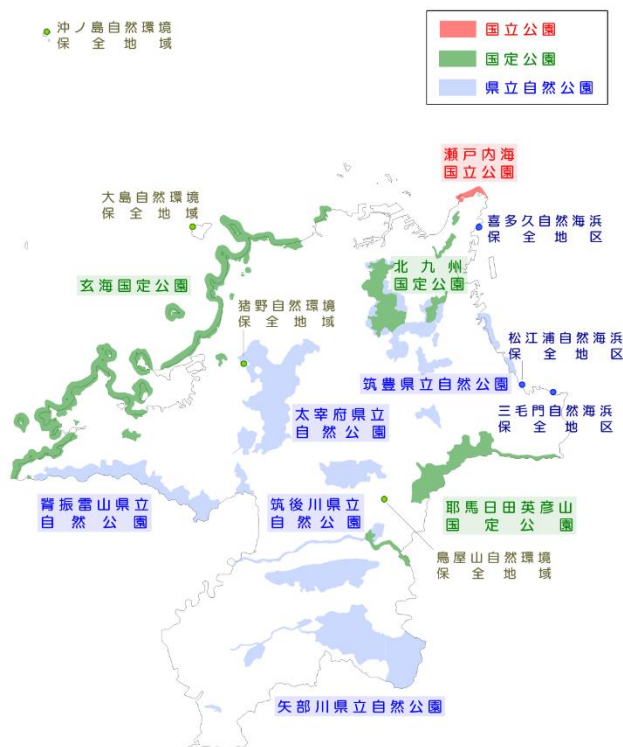 沖ノ島自然環境
保全地域
国立公園
国定公園
県立自然公園
瀬戸内海
国立公園
大島自然環境
保全地域
喜多久自然海浜
保全地区
北九州
国定公園
玄海国定公園
猪野自然環境
保全地域
松江浦自然海浜
保全地区
筑豊県立自然公園
太宰府県立
自然公園
三毛門自然海浜
保全地区
脊振雷山県立
自然公園
筑後川県立
自然公園
耶馬日田英彦山
国定公園
鳥屋山自然環境
保全地域
矢部川県立自然公園